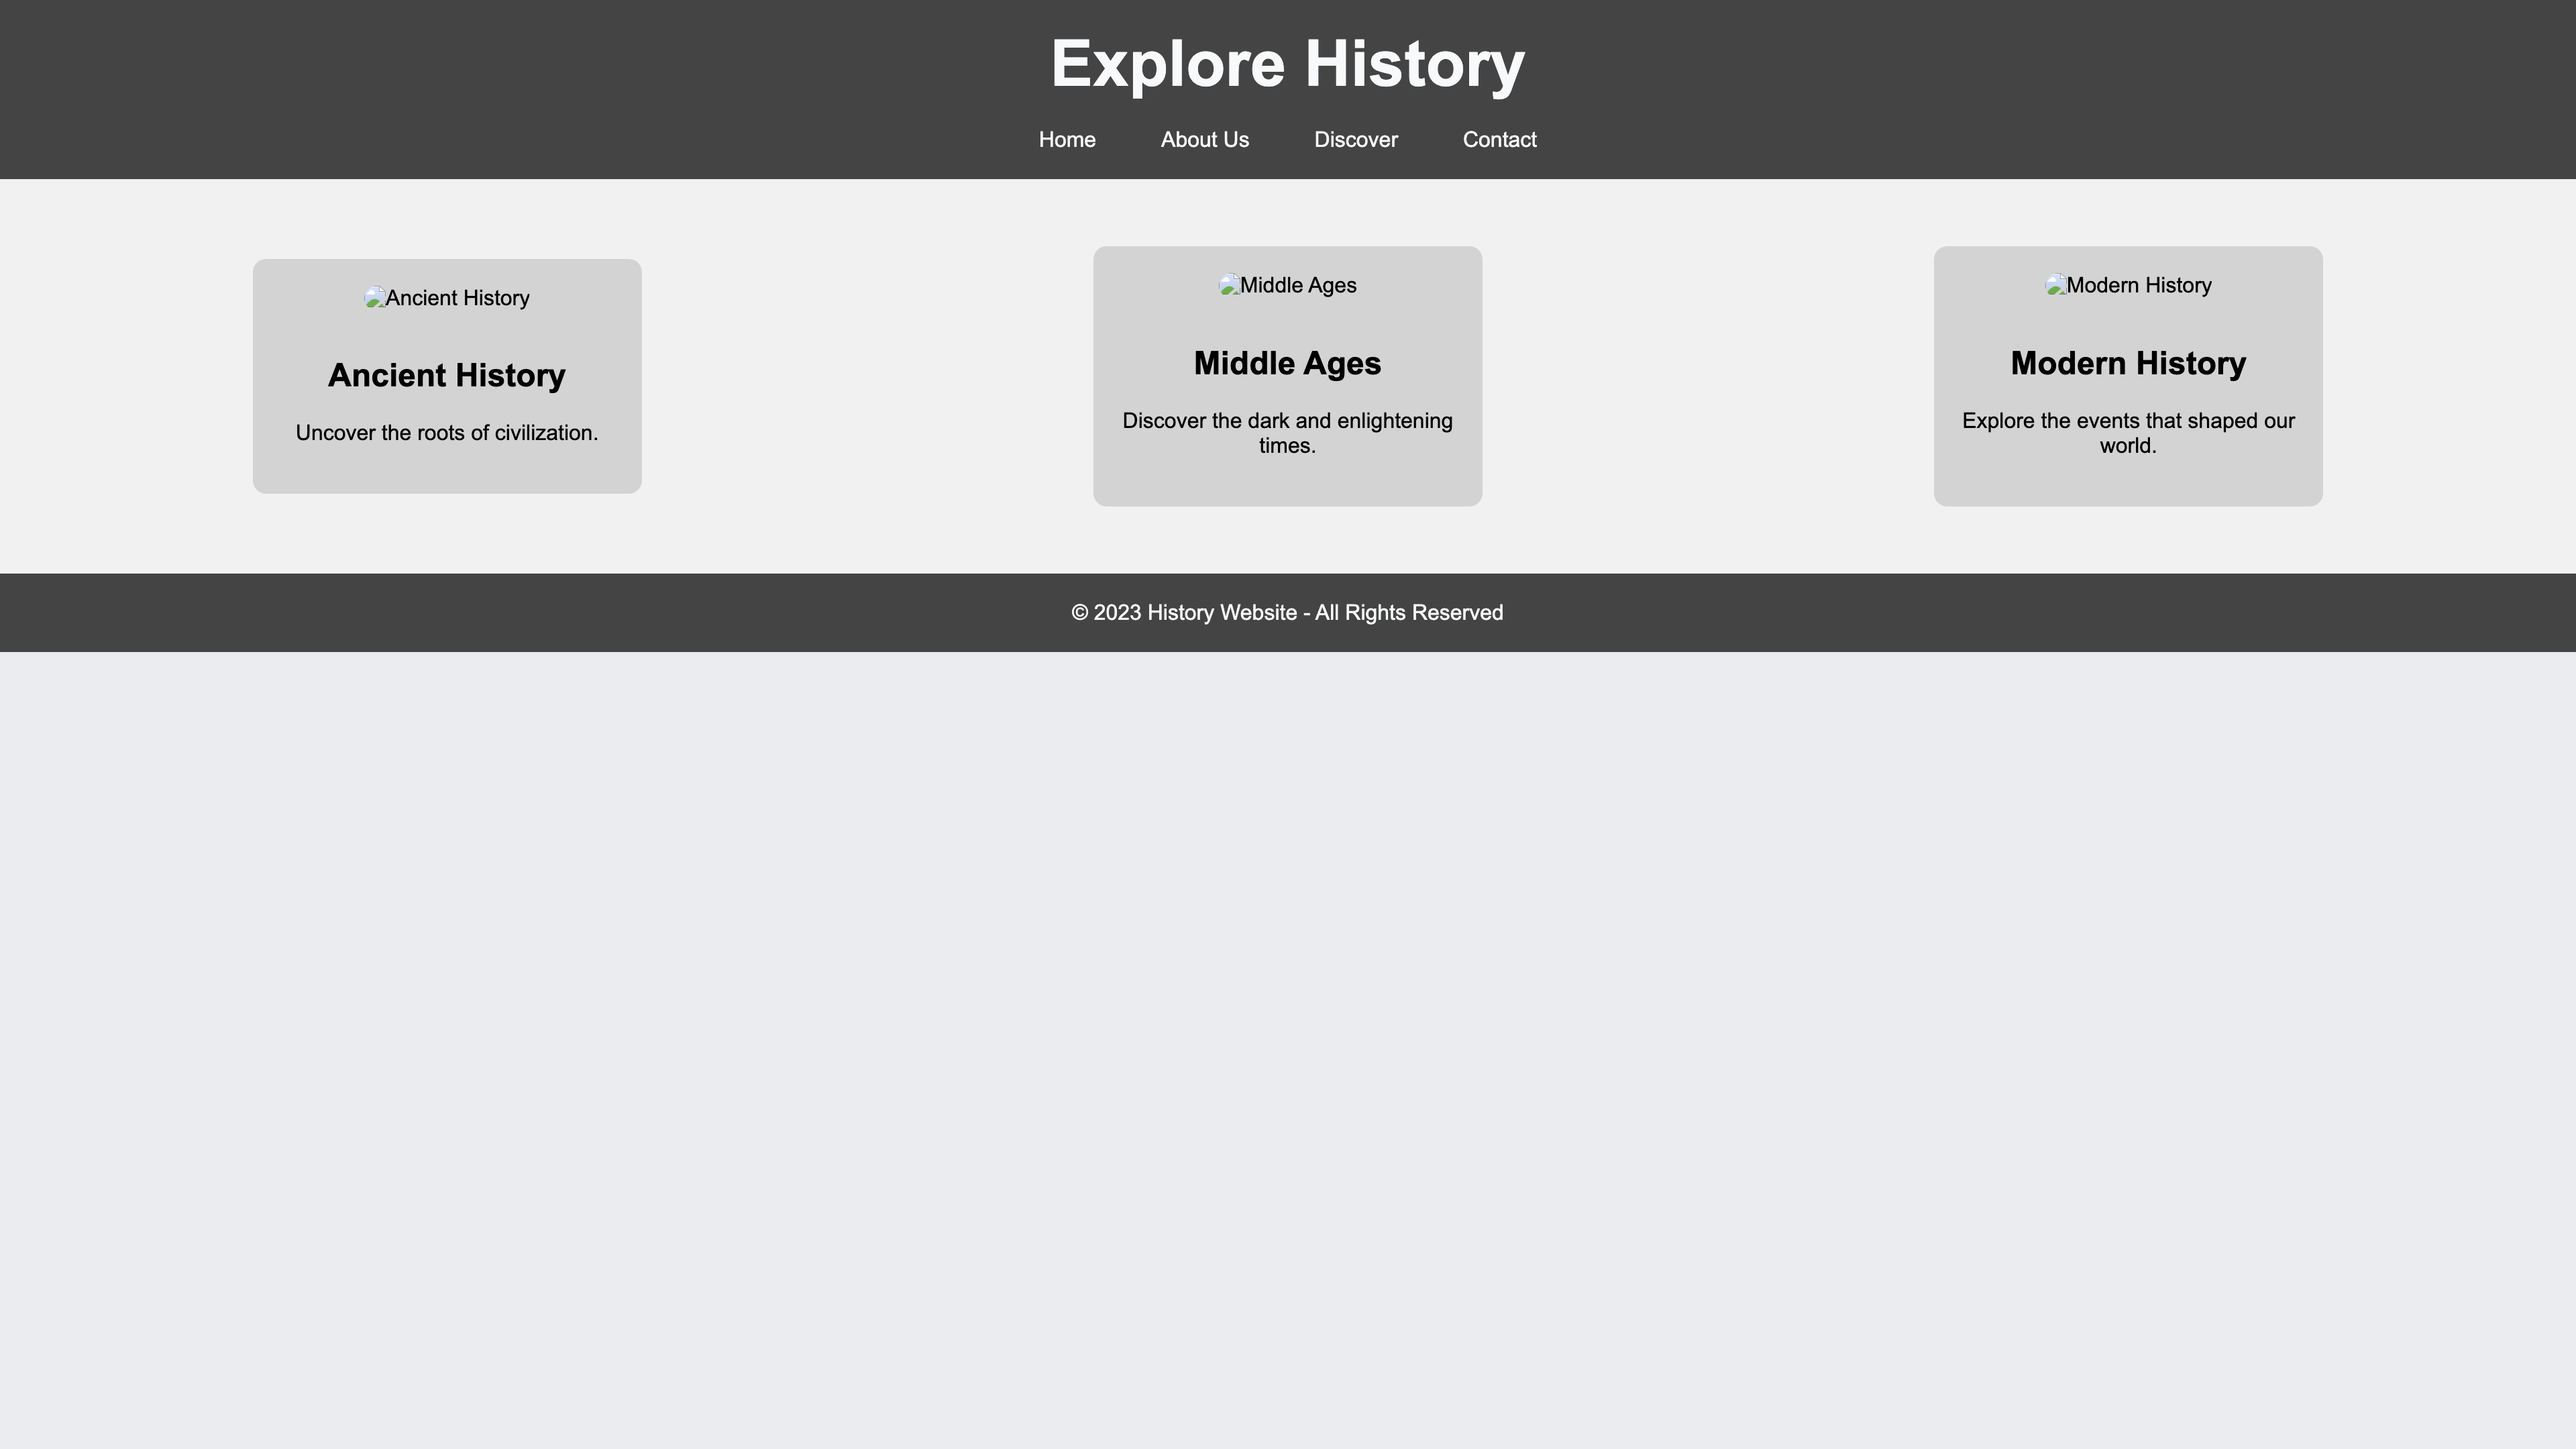 Explore History
Home About Us Discover Contact
Ancient History
Ancient History
Uncover the roots of civilization.
Middle Ages
Middle Ages
Discover the dark and enlightening
times.
Modern History
Modern History
Explore the events that shaped our
world.
© 2023 History Website - All Rights Reserved